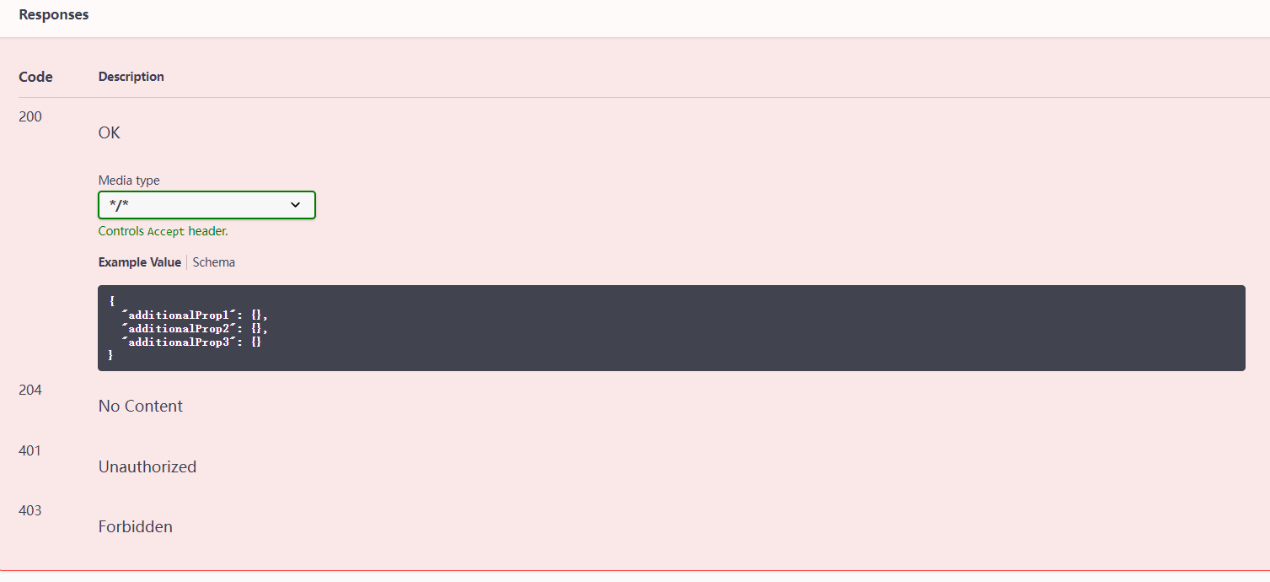 Responses
Code Description
200
OK
Media type
*/*
Controls Accept header.
Example Value Schema
{
  "additionalProp1": {},
  "additionalProp2": {},
  "additionalProp3": {}
}
204
No Content
401
Unauthorized
403
Forbidden